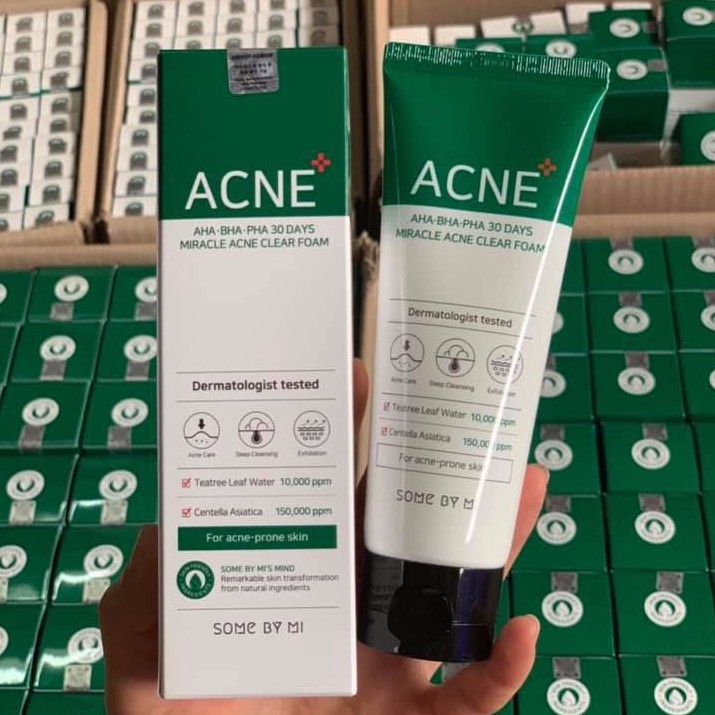 ACNE+
AHA·BHA·PHA 30 DAYS
MIRACLE ACNE CLEAR FOAM
Dermatologist tested
Acne Care Deep Cleansing Exfoliation
Teatree Leaf Water 10,000 ppm
Centella Asiatica 150,000 ppm
For acne-prone skin
SOME BY MI'S MIND
Remarkable skin transformation
from natural ingredients
SOME BY MI
ACNE+
AHA·BHA·PHA 30 DAYS
MIRACLE ACNE CLEAR FOAM
Dermatologist tested
Acne Care Deep Cleansing Exfoliation
Teatree Leaf Water 10,000 ppm
Centella Asiatica 150,000 ppm
For acne-prone skin
SOME BY MI